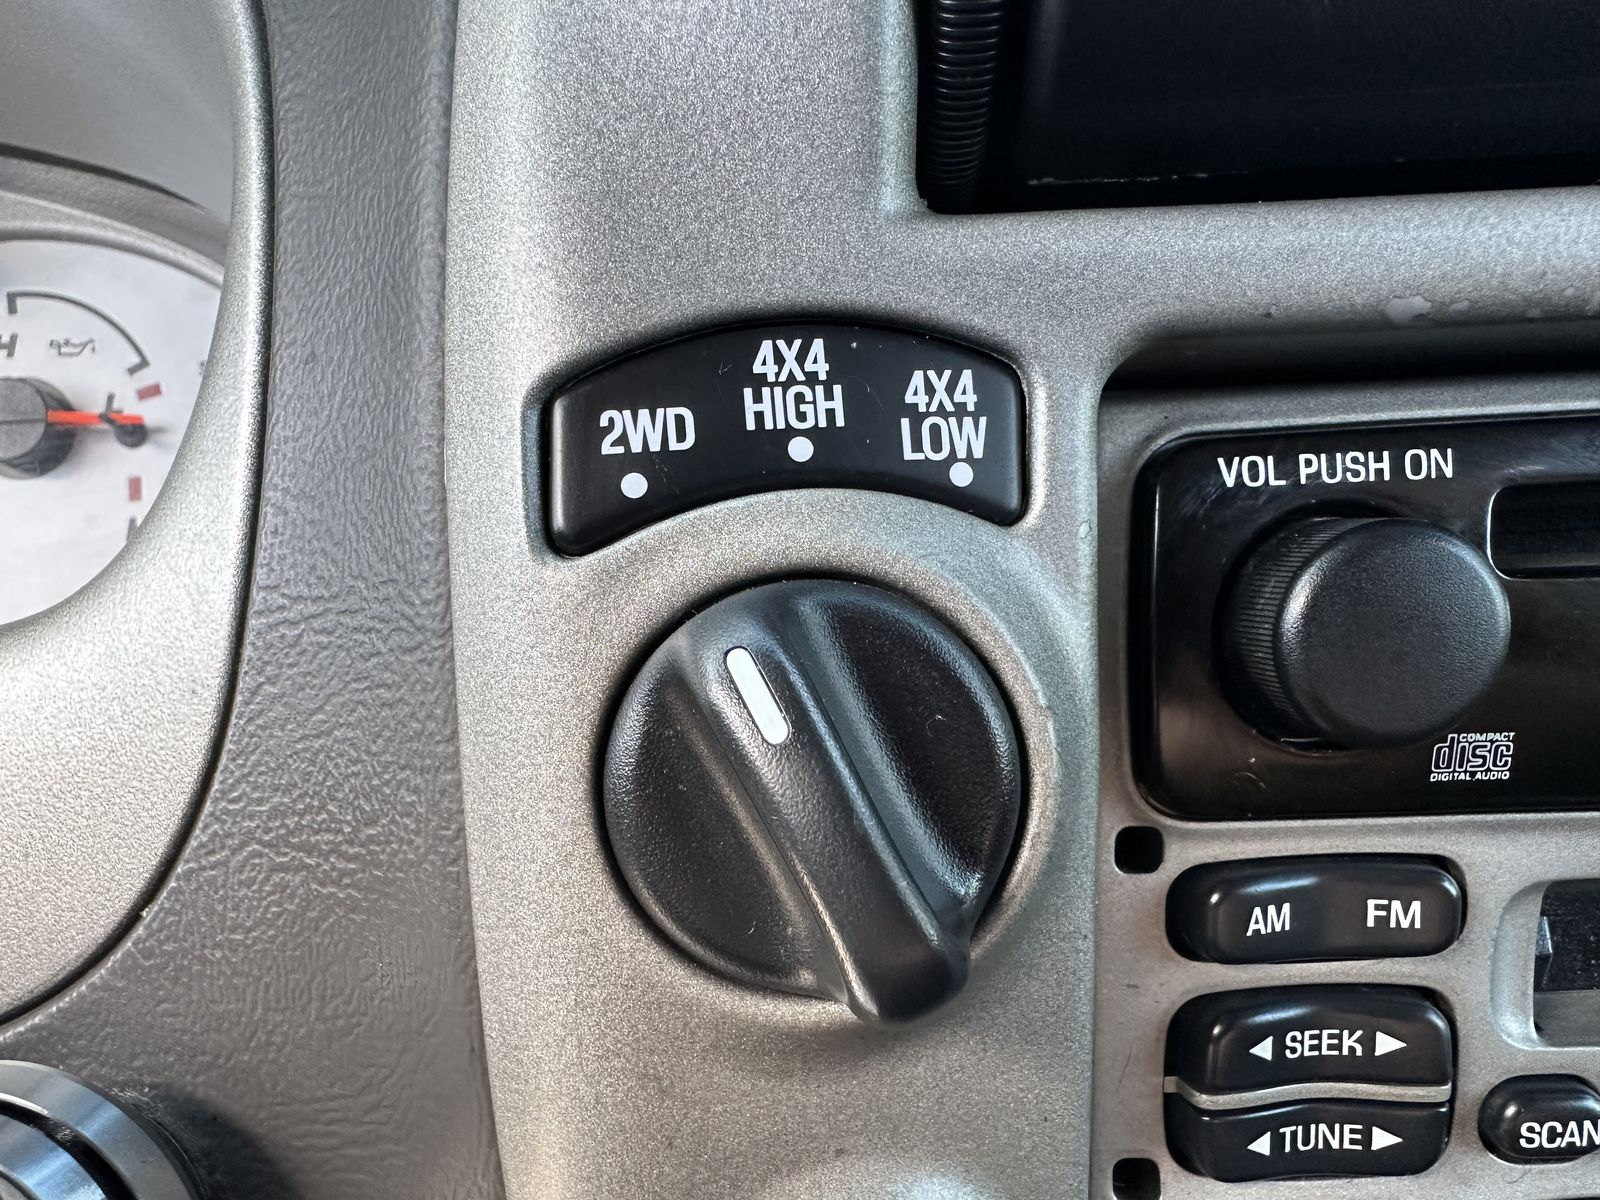 H
2WD
4X4
HIGH
4X4
LOW
VOL PUSH ON
COMPACT
disc
DIGITAL AUDIO
AM FM
SEEK
TUNE
SCAN